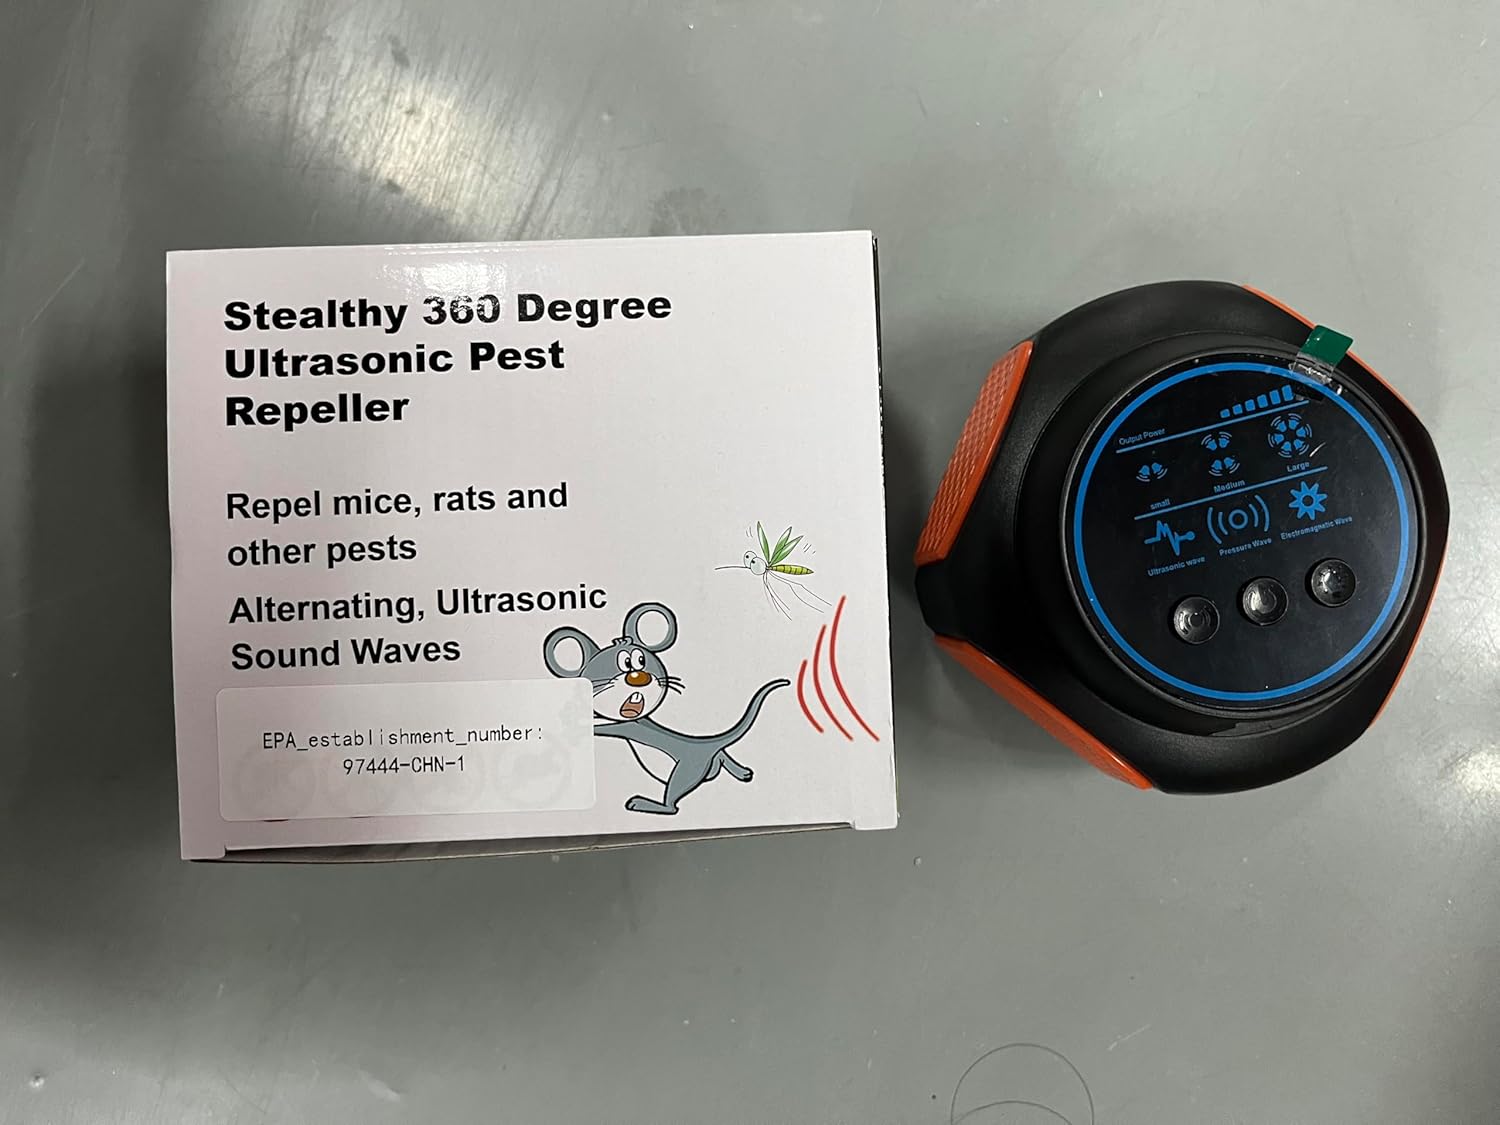 Stealthy 360 Degree
Ultrasonic Pest
Repeller
Repel mice, rats and
other pests
Alternating, Ultrasonic
Sound Waves
EPA_establishment_number:
97444-CHN-1
Output Power
small
Medium
Large
Ultrasonic wave
Pressure Wave
Electromagnetic Wave